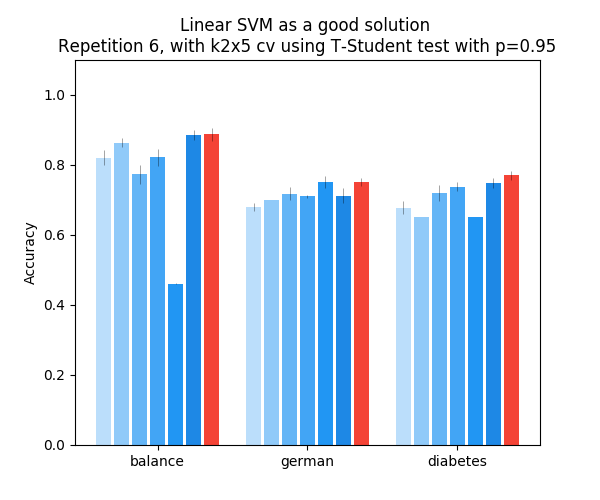 Linear SVM as a good solution
Repetition 6, with k2x5 cv using T-Student test with p=0.95
1.0
0.8
0.6
0.4
0.2
0.0
Accuracy
balance german diabetes